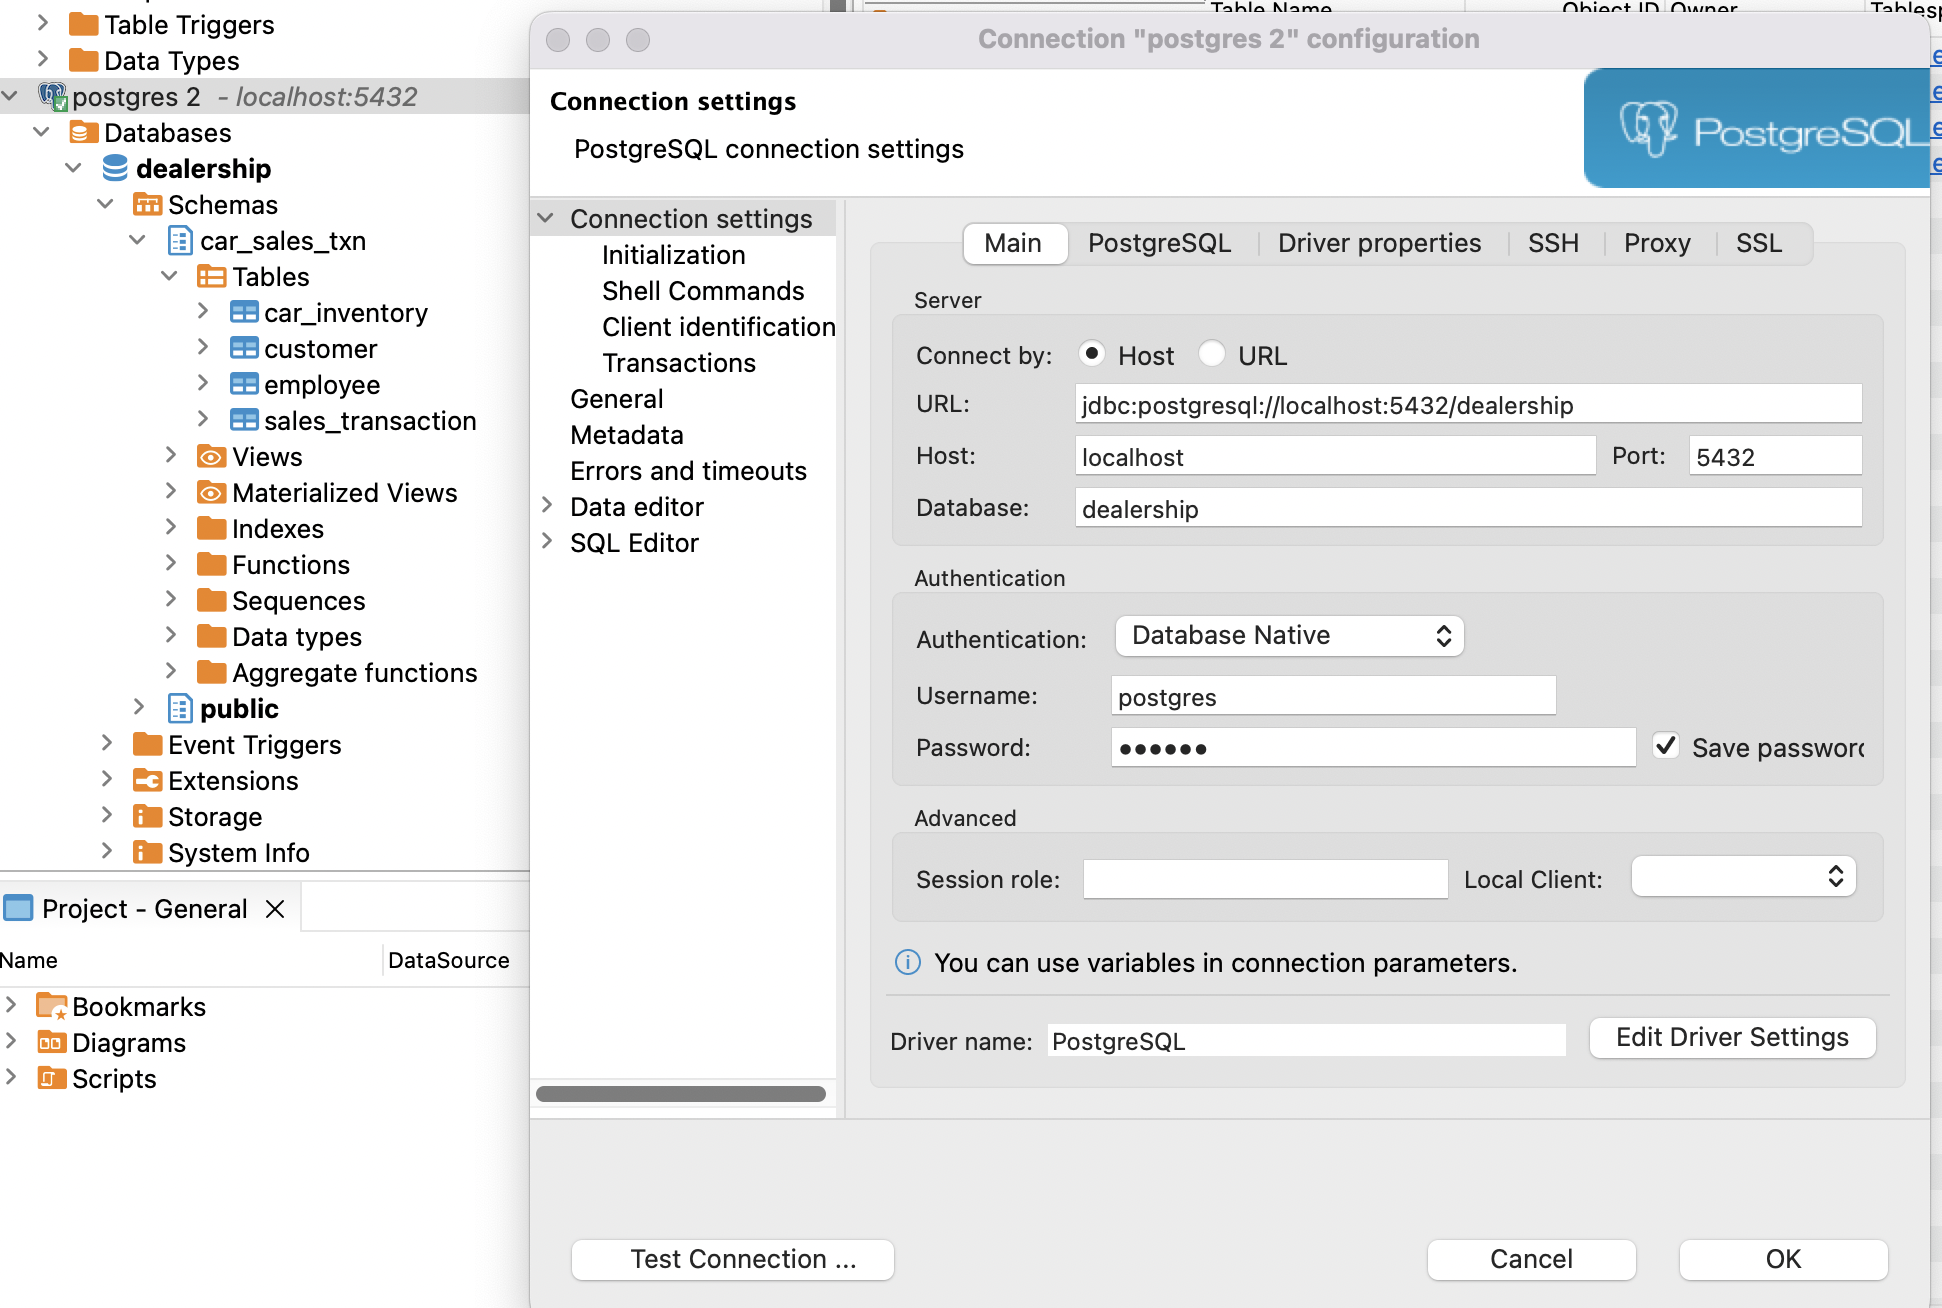 Table Triggers
Data Types
postgres 2 - localhost:5432
Databases
dealership
Schemas
car_sales_txn
Tables
car_inventory
customer
employee
sales_transaction
Views
Materialized Views
Indexes
Functions
Sequences
Data types
Aggregate functions
public
Event Triggers
Extensions
Storage
System Info
Project - General
Name DataSource
Bookmarks
Diagrams
Scripts
Table Name Object ID Owner
Connection "postgres 2" configuration
Connection settings
PostgreSQL connection settings
PostgreSQL
Connection settings
Initialization
Shell Commands
Client identification
Transactions
General
Metadata
Errors and timeouts
Data editor
SQL Editor
Main PostgreSQL Driver properties SSH Proxy SSL
Server
Connect by: Host URL
URL: jdbc:postgresql://localhost:5432/dealership
Host: localhost Port: 5432
Database: dealership
Authentication
Authentication: Database Native
Username: postgres
Password: ●●●●●● Save password
Advanced
Session role: Local Client:
You can use variables in connection parameters.
Driver name: PostgreSQL Edit Driver Settings
Test Connection ... Cancel OK